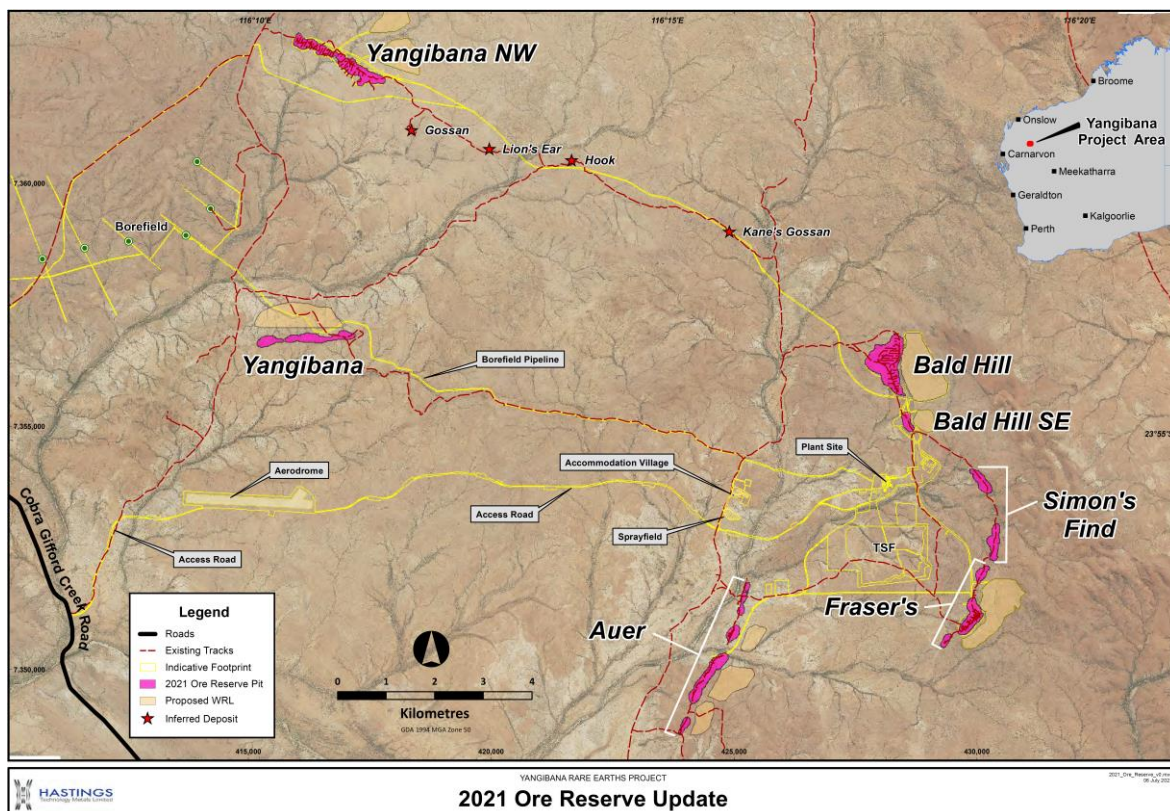 116°10'E
116°15'E
116°20'E
Yangibana NW
Gossan
Lion's Ear
Hook
Kane's Gossan
Broome
Onslow
Yangibana
Project Area
Carnarvon
Meekatharra
Geraldton
Kalgoorlie
Perth
7,360,000
Borefield
Yangibana
Borefield Pipeline
Bald Hill
Bald Hill SE
7,355,000
23°55'S
Aerodrome
Accommodation Village
Plant Site
Access Road
Sprayfield
Simon's
Find
TSF
Access Road
Cobra Gifford Creek Road
Fraser's
Auer
Legend
Roads
Existing Tracks
Indicative Footprint
2021 Ore Reserve Pit
Proposed WRL
Inferred Deposit
0 1 2 3 4
Kilometres
GDA 1994 MGA Zone 50
7,350,000
415,000
420,000
425,000
430,000
HASTINGS
Technology Metals Limited
YANGIBANA RARE EARTHS PROJECT
2021 Ore Reserve Update